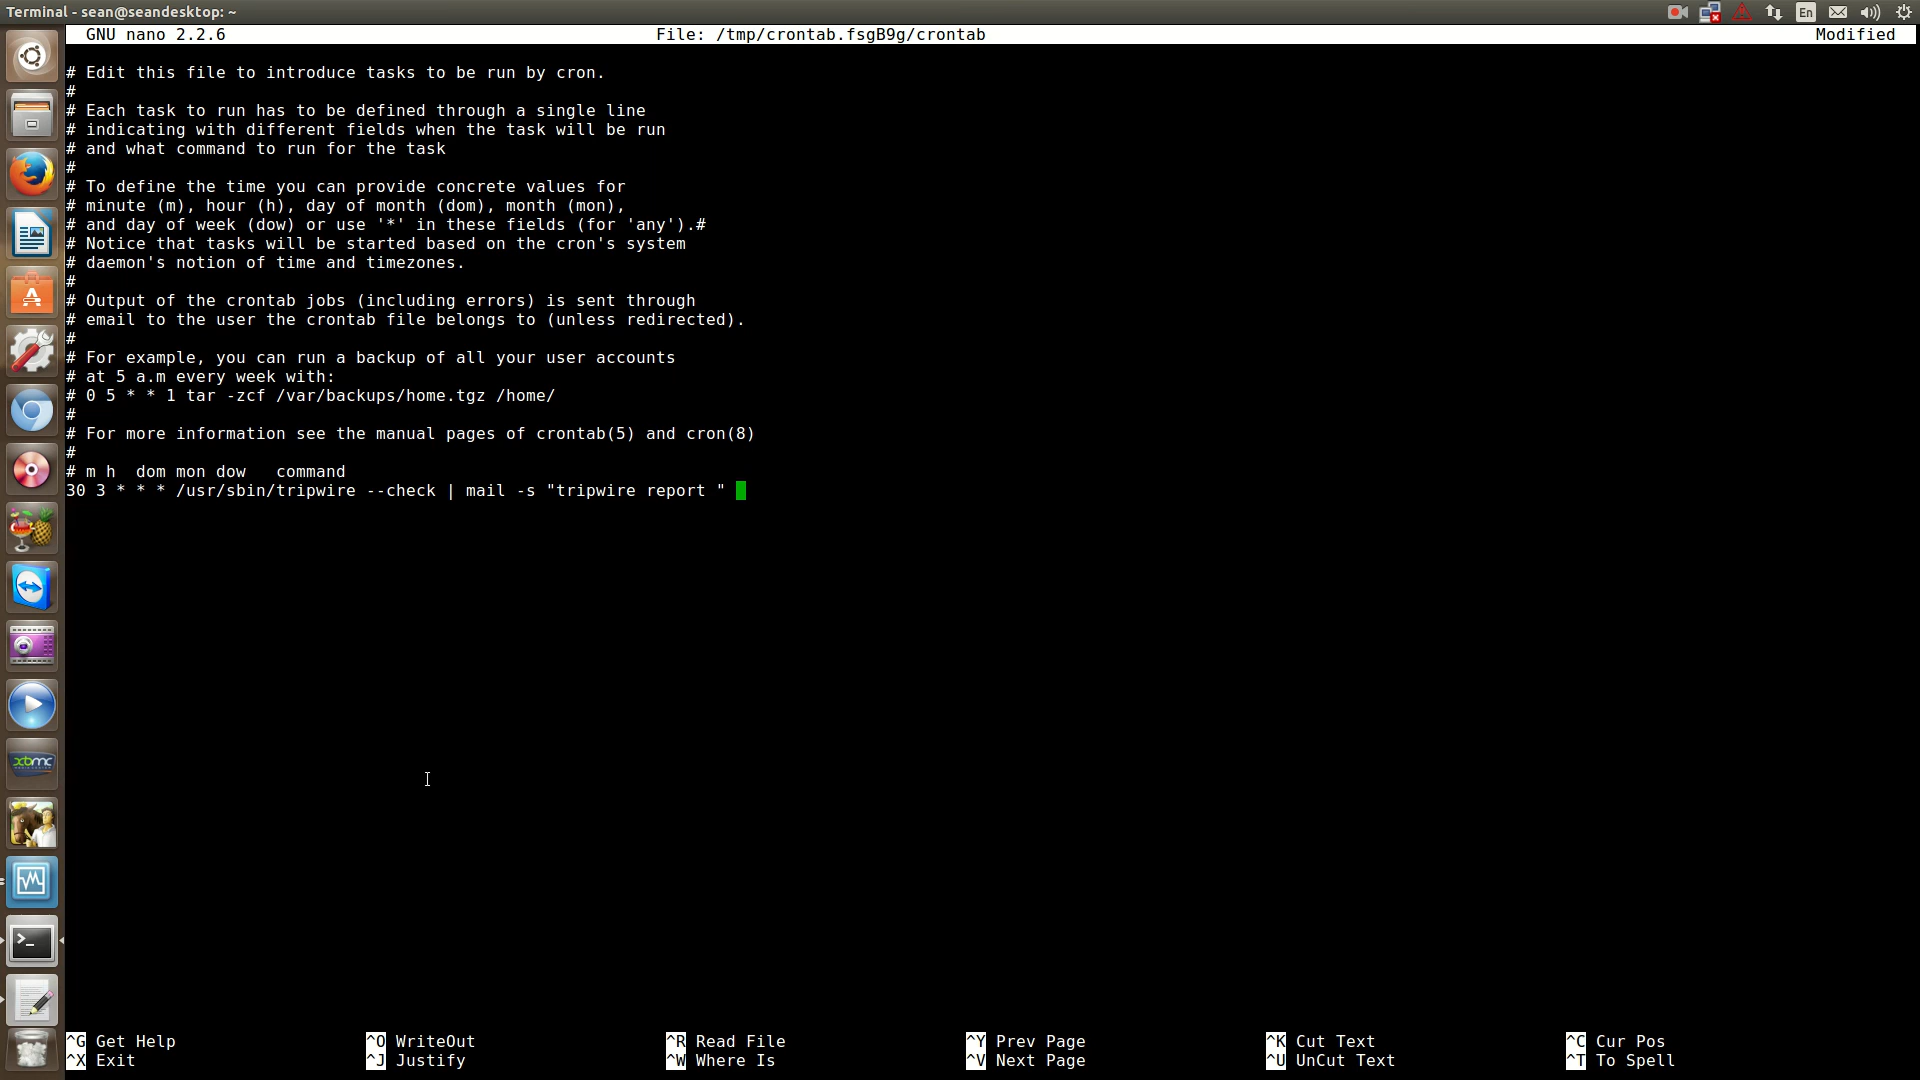 Terminal - sean@seandesktop: ~
En
GNU nano 2.2.6 File: /tmp/crontab.fsgB9g/crontab Modified
# Edit this file to introduce tasks to be run by cron.
#
# Each task to run has to be defined through a single line
# indicating with different fields when the task will be run
# and what command to run for the task
#
# To define the time you can provide concrete values for
# minute (m), hour (h), day of month (dom), month (mon),
# and day of week (dow) or use '*' in these fields (for 'any').#
# Notice that tasks will be started based on the cron's system
# daemon's notion of time and timezones.
#
# Output of the crontab jobs (including errors) is sent through
# email to the user the crontab file belongs to (unless redirected).
#
# For example, you can run a backup of all your user accounts
# at 5 a.m every week with:
# 0 5 * * 1 tar -zcf /var/backups/home.tgz /home/
#
# For more information see the manual pages of crontab(5) and cron(8)
#
# m h  dom mon dow   command
30 3 * * * /usr/sbin/tripwire --check | mail -s "tripwire report "
xbmc
^G Get Help ^O WriteOut ^R Read File ^Y Prev Page ^K Cut Text ^C Cur Pos
^X Exit ^J Justify ^W Where Is ^V Next Page ^U UnCut Text ^T To Spell